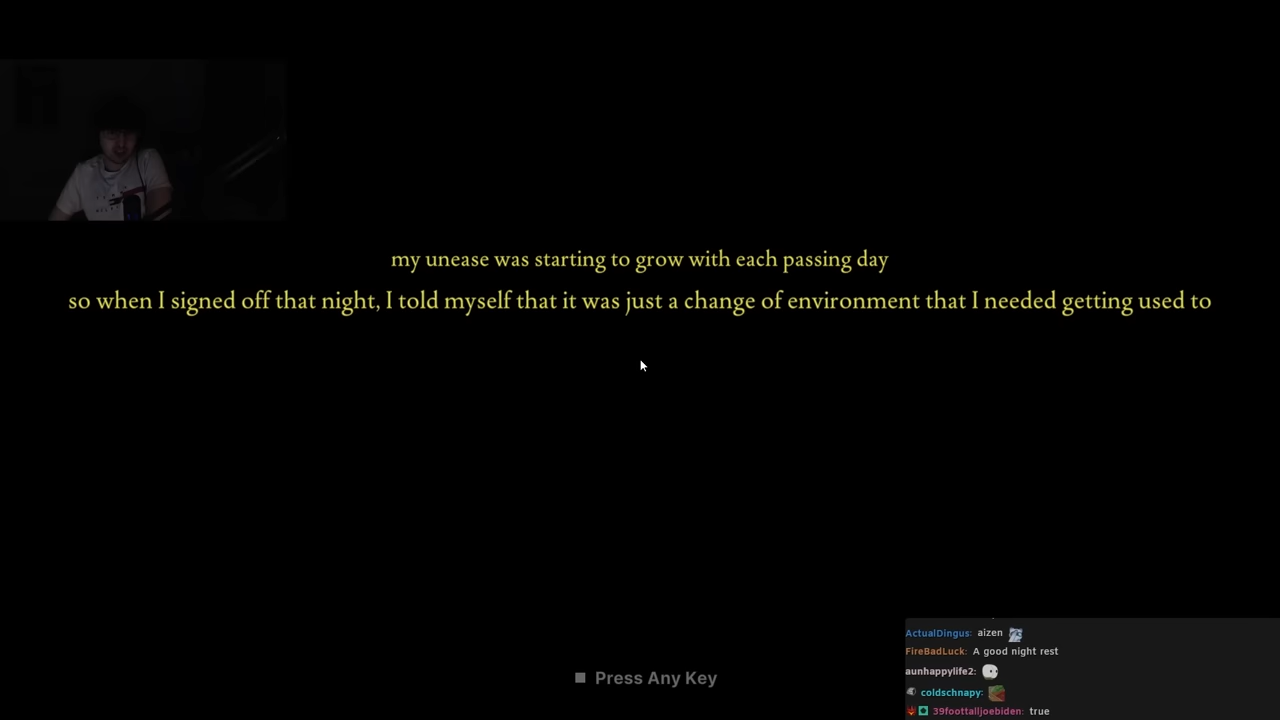 my unease was starting to grow with each passing day
so when I signed off that night, I told myself that it was just a change of environment that I needed getting used to
Press Any Key
ActualDingus: aizen
FireBadLuck: A good night rest
aunhappylife2:
coldschnapy:
39foottalljoebiden: true